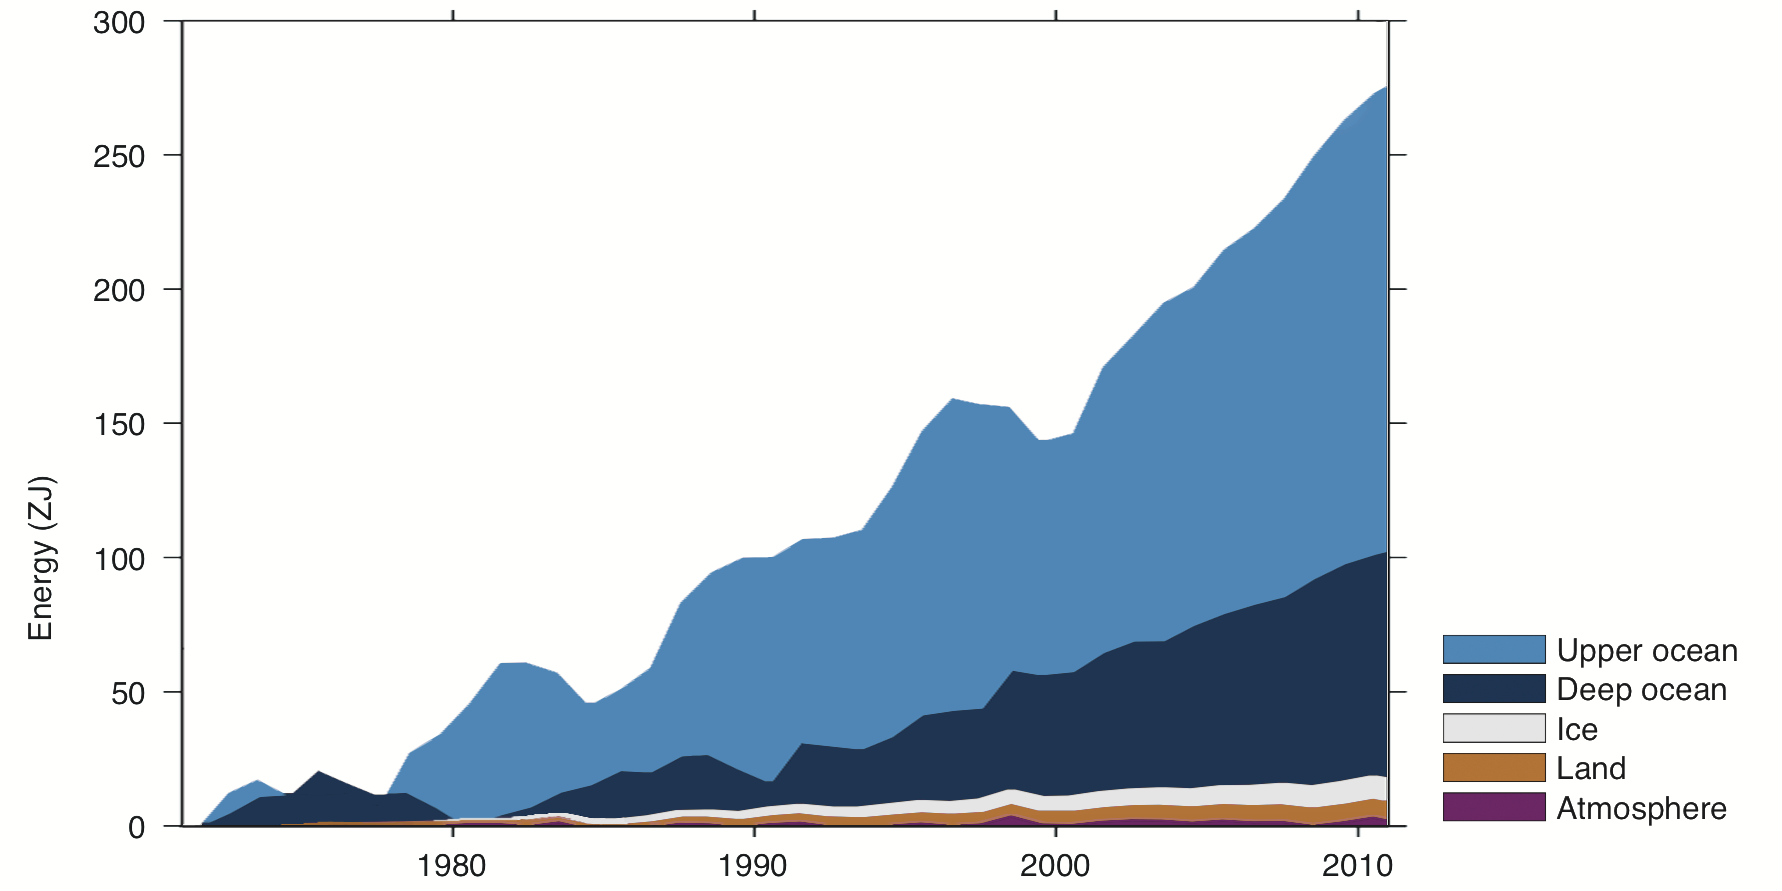 300
250
200
150
100
50
0
Energy (ZJ)
1980
1990
2000
2010
Upper ocean
Deep ocean
Ice
Land
Atmosphere